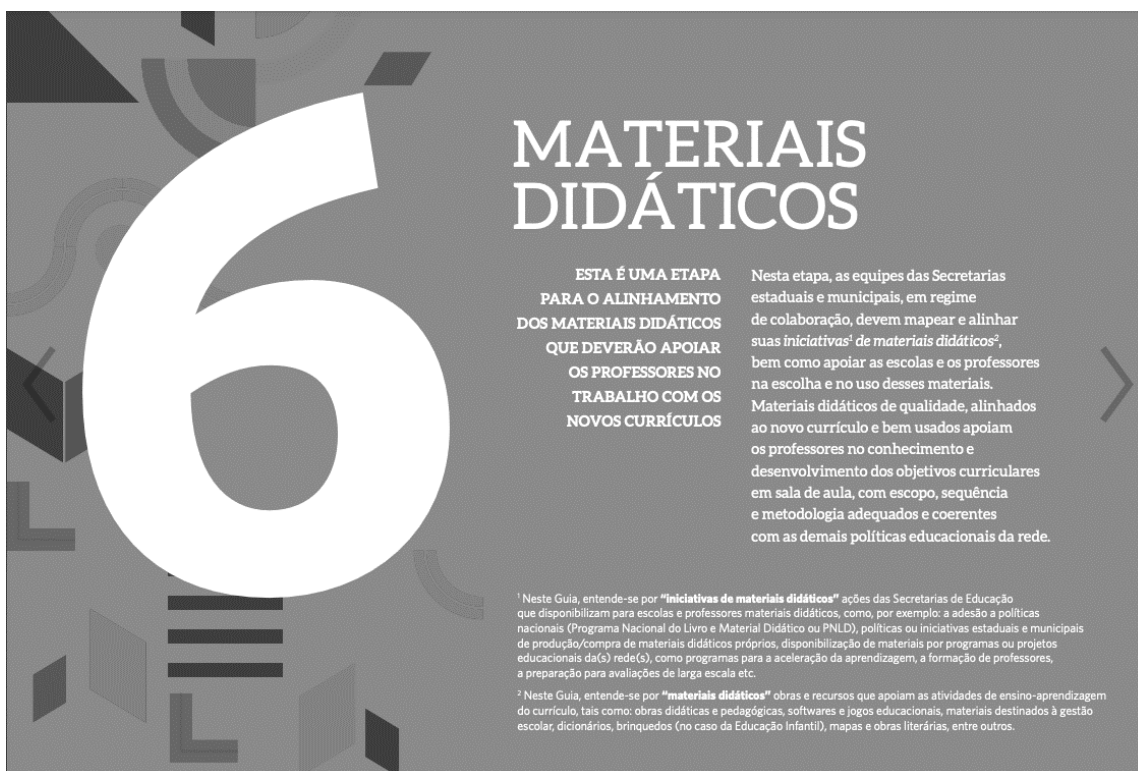 6
MATERIAIS
DIDÁTICOS
ESTA É UMA ETAPA
PARA O ALINHAMENTO
DOS MATERIAIS DIDÁTICOS
QUE DEVERÃO APOIAR
OS PROFESSORES NO
TRABALHO COM OS
NOVOS CURRÍCULOS
Nesta etapa, as equipes das Secretarias
estaduais e municipais, em regime
de colaboração, devem mapear e alinhar
suas iniciativas¹ de materiais didáticos²,
bem como apoiar as escolas e os professores
na escolha e no uso desses materiais.
Materiais didáticos de qualidade, alinhados
ao novo currículo e bem usados apoiam
os professores no conhecimento e
desenvolvimento dos objetivos curriculares
em sala de aula, com escopo, sequência
e metodologia adequados e coerentes
com as demais políticas educacionais da rede.
¹ Neste Guia, entende-se por “iniciativas de materiais didáticos” ações das Secretarias de Educação
que disponibilizam para escolas e professores materiais didáticos, como, por exemplo: a adesão a políticas
nacionais (Programa Nacional do Livro e Material Didático ou PNLD), políticas ou iniciativas estaduais e municipais
de produção/compra de materiais didáticos próprios, disponibilização de materiais por programas ou projetos
educacionais da(s) rede(s), como programas para a aceleração da aprendizagem, a formação de professores,
a preparação para avaliações de larga escala etc.
² Neste Guia, entende-se por “materiais didáticos” obras e recursos que apoiam as atividades de ensino-aprendizagem
do currículo, tais como: obras didáticas e pedagógicas, softwares e jogos educacionais, materiais destinados à gestão
escolar, dicionários, brinquedos (no caso da Educação Infantil), mapas e obras literárias, entre outros.